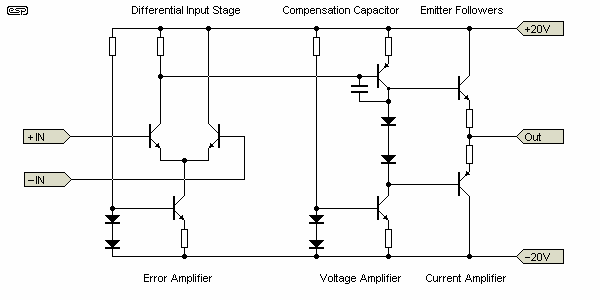 ESP
Differential Input Stage
Compensation Capacitor
Emitter Followers
+20V
+IN
Out
-IN
-20V
Error Amplifier
Voltage Amplifier
Current Amplifier